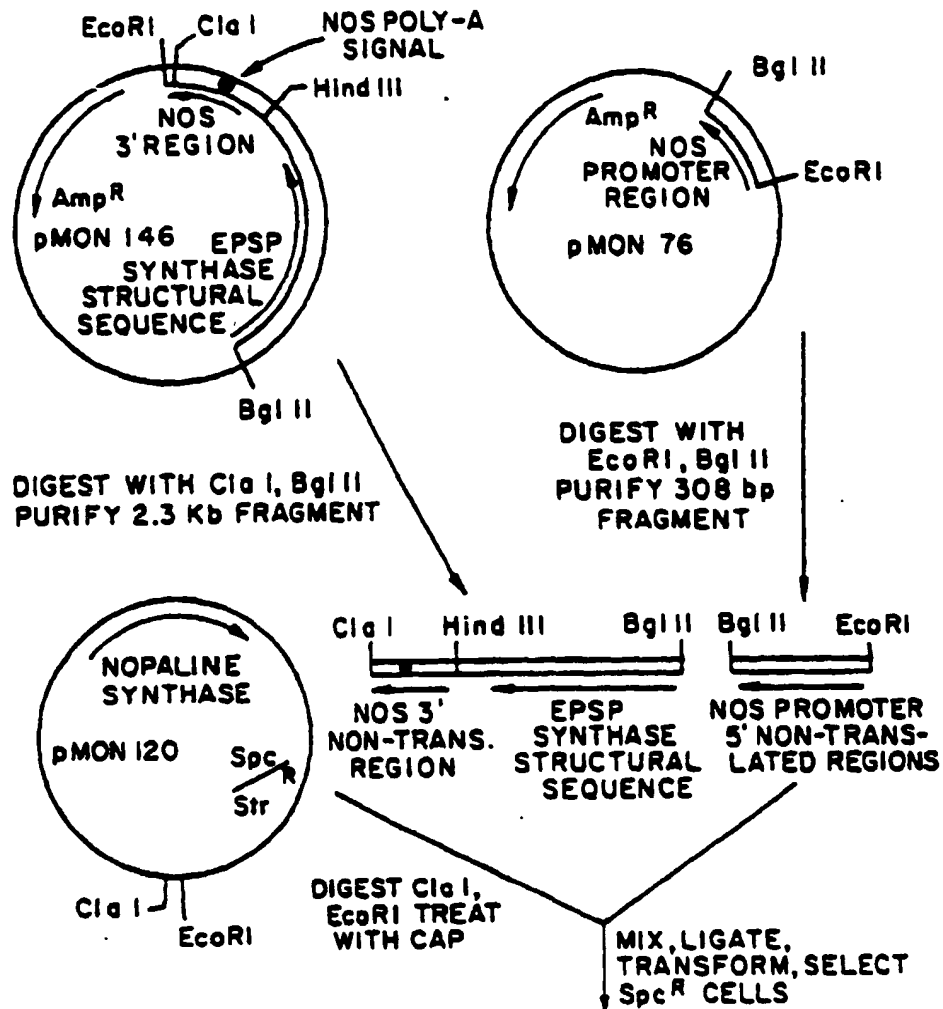 EcoRI
Cla I
NOS POLY-A
SIGNAL
Hind III
NOS
3' REGION
Amp R
pMON 146
EPSP
SYNTHASE
STRUCTURAL
SEQUENCE
Bgl II
Bgl II
Amp R
NOS
PROMOTER
REGION
EcoRI
pMON 76
DIGEST WITH Cla I, Bgl II
PURIFY 2.3 Kb FRAGMENT
DIGEST WITH
EcoRI, Bgl II
PURIFY 308 bp
FRAGMENT
NOPALINE
SYNTHASE
pMON 120
Spc
R
Str
Cla I
EcoRI
Cla I
Hind III
Bgl II
Bgl II
EcoRI
NOS 3'
NON-TRANS.
REGION
EPSP
SYNTHASE
STRUCTURAL
SEQUENCE
NOS PROMOTER
5' NON-TRANS-
LATED REGIONS
DIGEST Cla I,
EcoRI TREAT
WITH CAP
MIX, LIGATE,
TRANSFORM, SELECT
Spc R CELLS